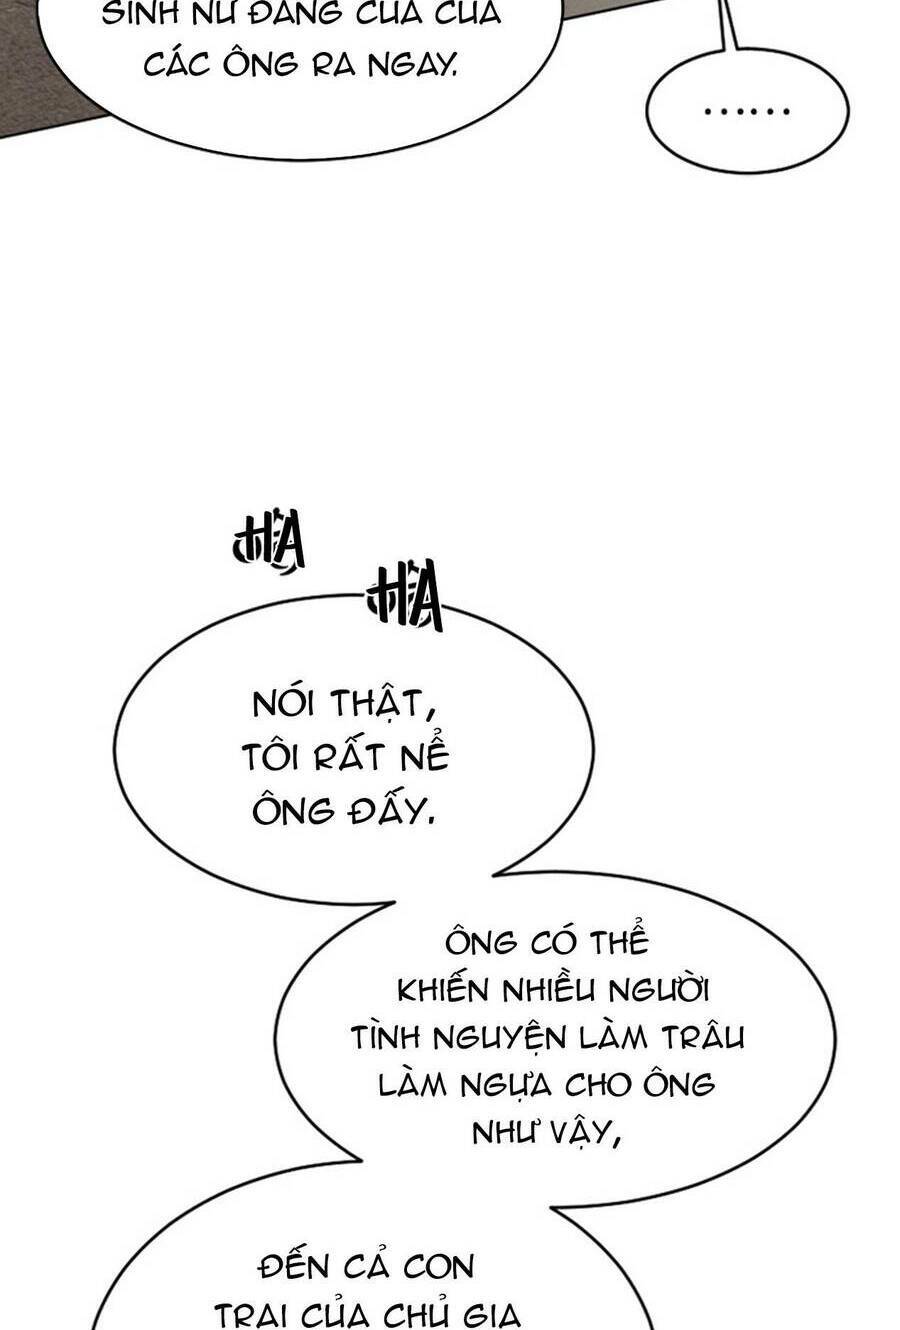 SINH NỮ ĐÁNG CỦA CỦA
CÁC ÔNG RA NGAY.
......
HA
HA
NÓI THẬT,
TÔI RẤT NỂ
ÔNG ĐẤY.
ÔNG CÓ THỂ
KHIẾN NHIỀU NGƯỜI
TÌNH NGUYỆN LÀM TRÂU
LÀM NGỰA CHO ÔNG
NHƯ VẬY,
ĐẾN CẢ CON
TRAI CỦA CHỦ GIA